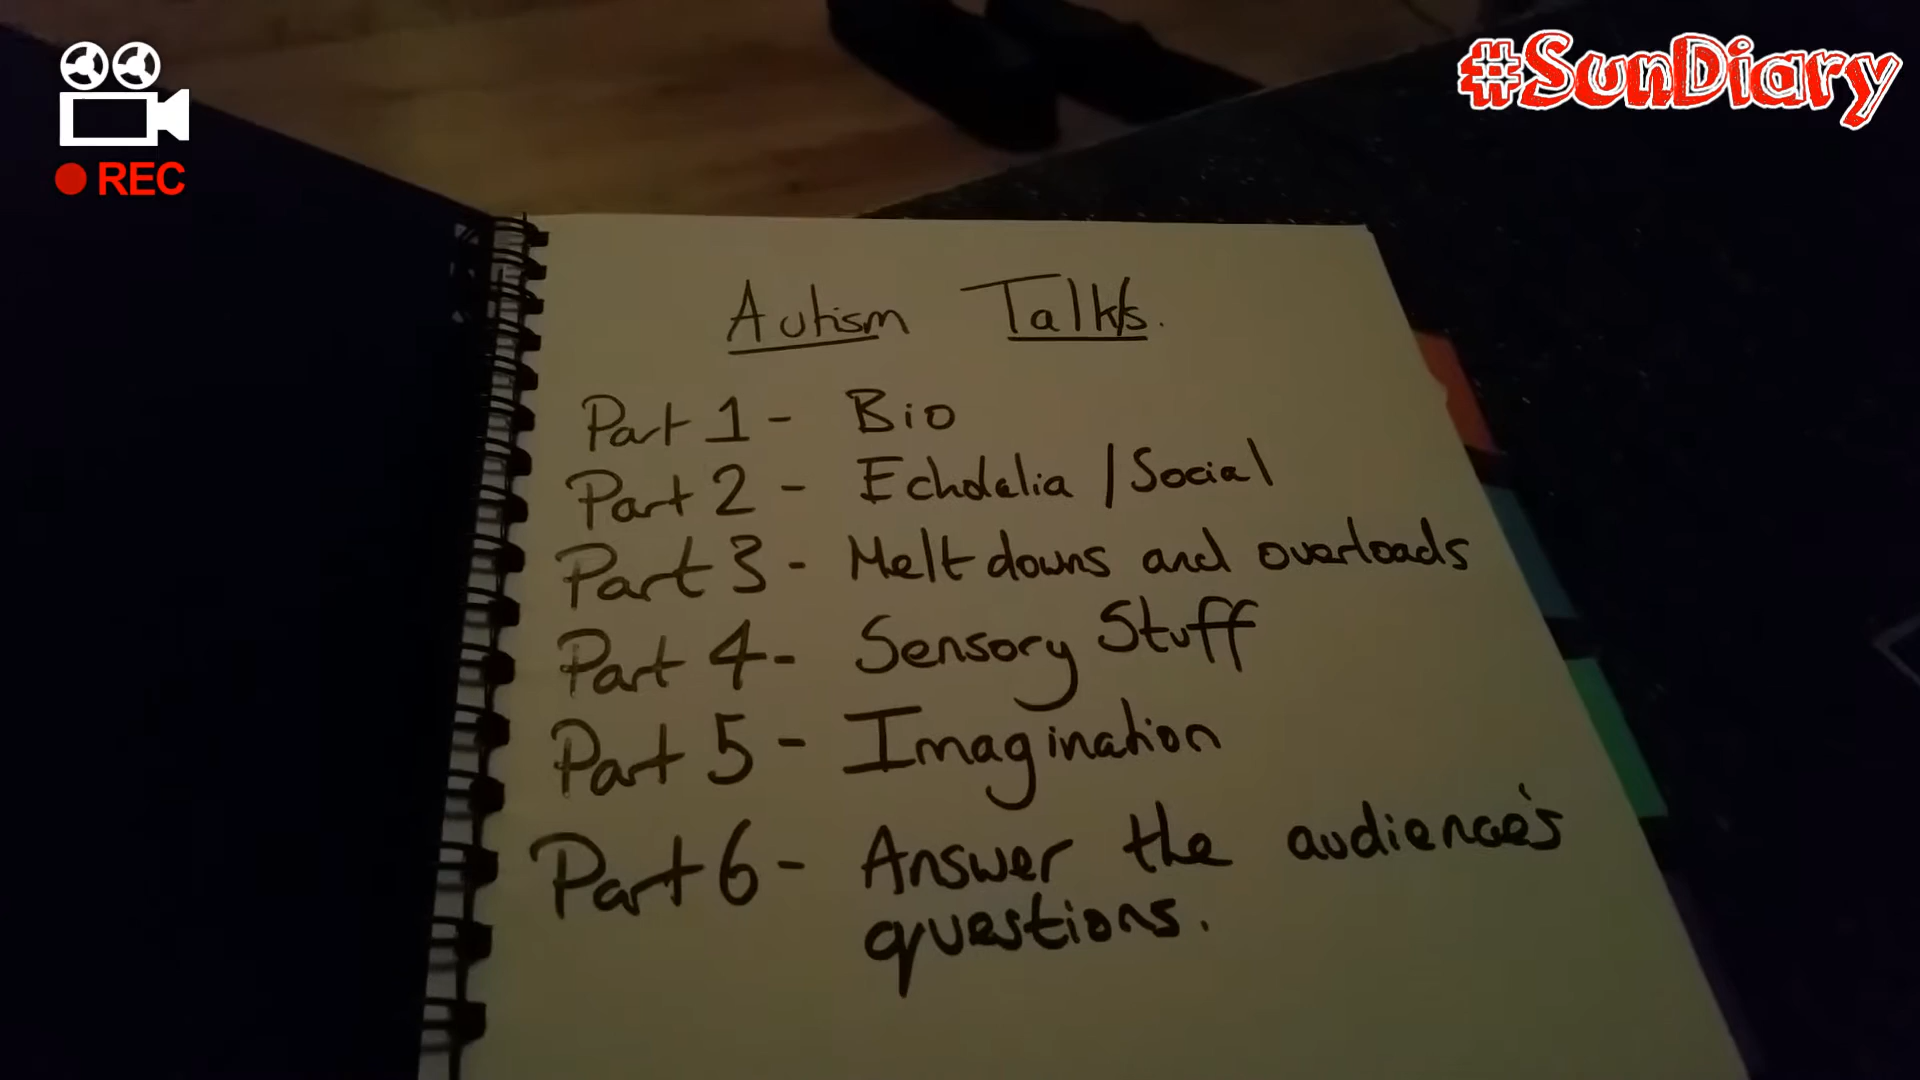 #SunDiary
REC
Autism Talks.
Part 1 - Bio
Part 2 - Echolalia / Social
Part 3 - Meltdowns and overloads
Part 4 - Sensory Stuff
Part 5 - Imagination
Part 6 - Answer the audience's
questions.